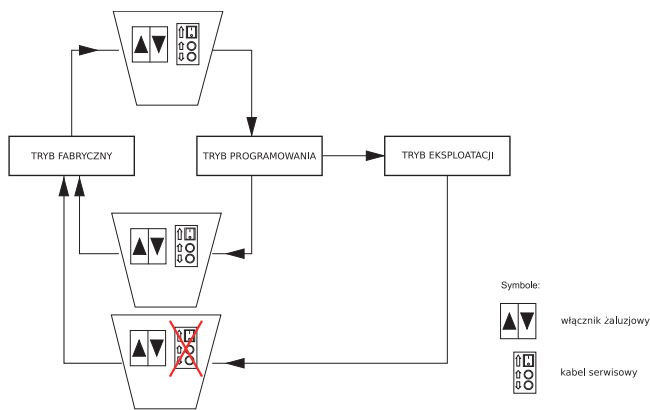 TRYB FABRYCZNY
TRYB PROGRAMOWANIA
TRYB EKSPLOATACJI
Symbole:
włącznik żaluzjowy
kabel serwisowy